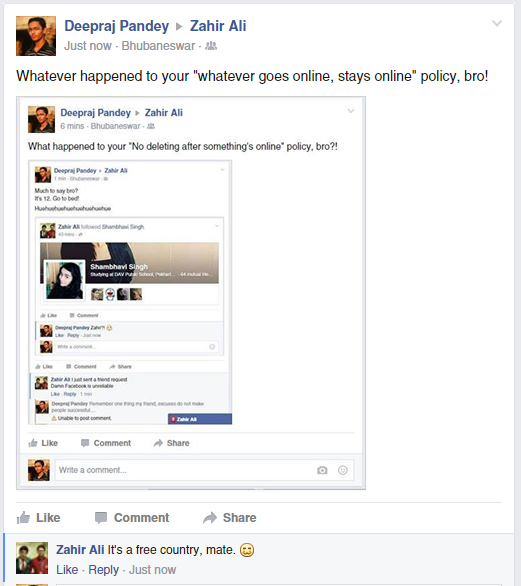 Deepraj Pandey ▸ Zahir Ali
Just now · Bhubaneswar ·
Whatever happened to your "whatever goes online, stays online" policy, bro!
Deepraj Pandey ▸ Zahir Ali
6 mins · Bhubaneswar ·
What happened to your "No deleting after something's online" policy, bro?!
Deepraj Pandey ▸ Zahir Ali
1 min · Bhubaneswar ·
Much to say bro?
It's 12. Go to bed!
Huehuehuehuehuehuehuehue
Zahir Ali followed Shambhavi Singh
43 mins ·
Shambhavi Singh
Studying at DAV Public School, Pokhari... · 44 mutual
Like Comment
Deepraj Pandey Zahir?!
Like · Reply · Just now
Write a comment...
Like Comment Share
Zahir Ali I just sent a friend request
Damn Facebook is unreliable
Like · Reply · 1 min
Deepraj Pandey Remember one thing my friend, excuses do not make
people successful...
Unable to post comment.
Zahir Ali
Like Comment Share
Write a comment...
Like Comment Share
Zahir Ali It's a free country, mate. 😊
Like · Reply · Just now